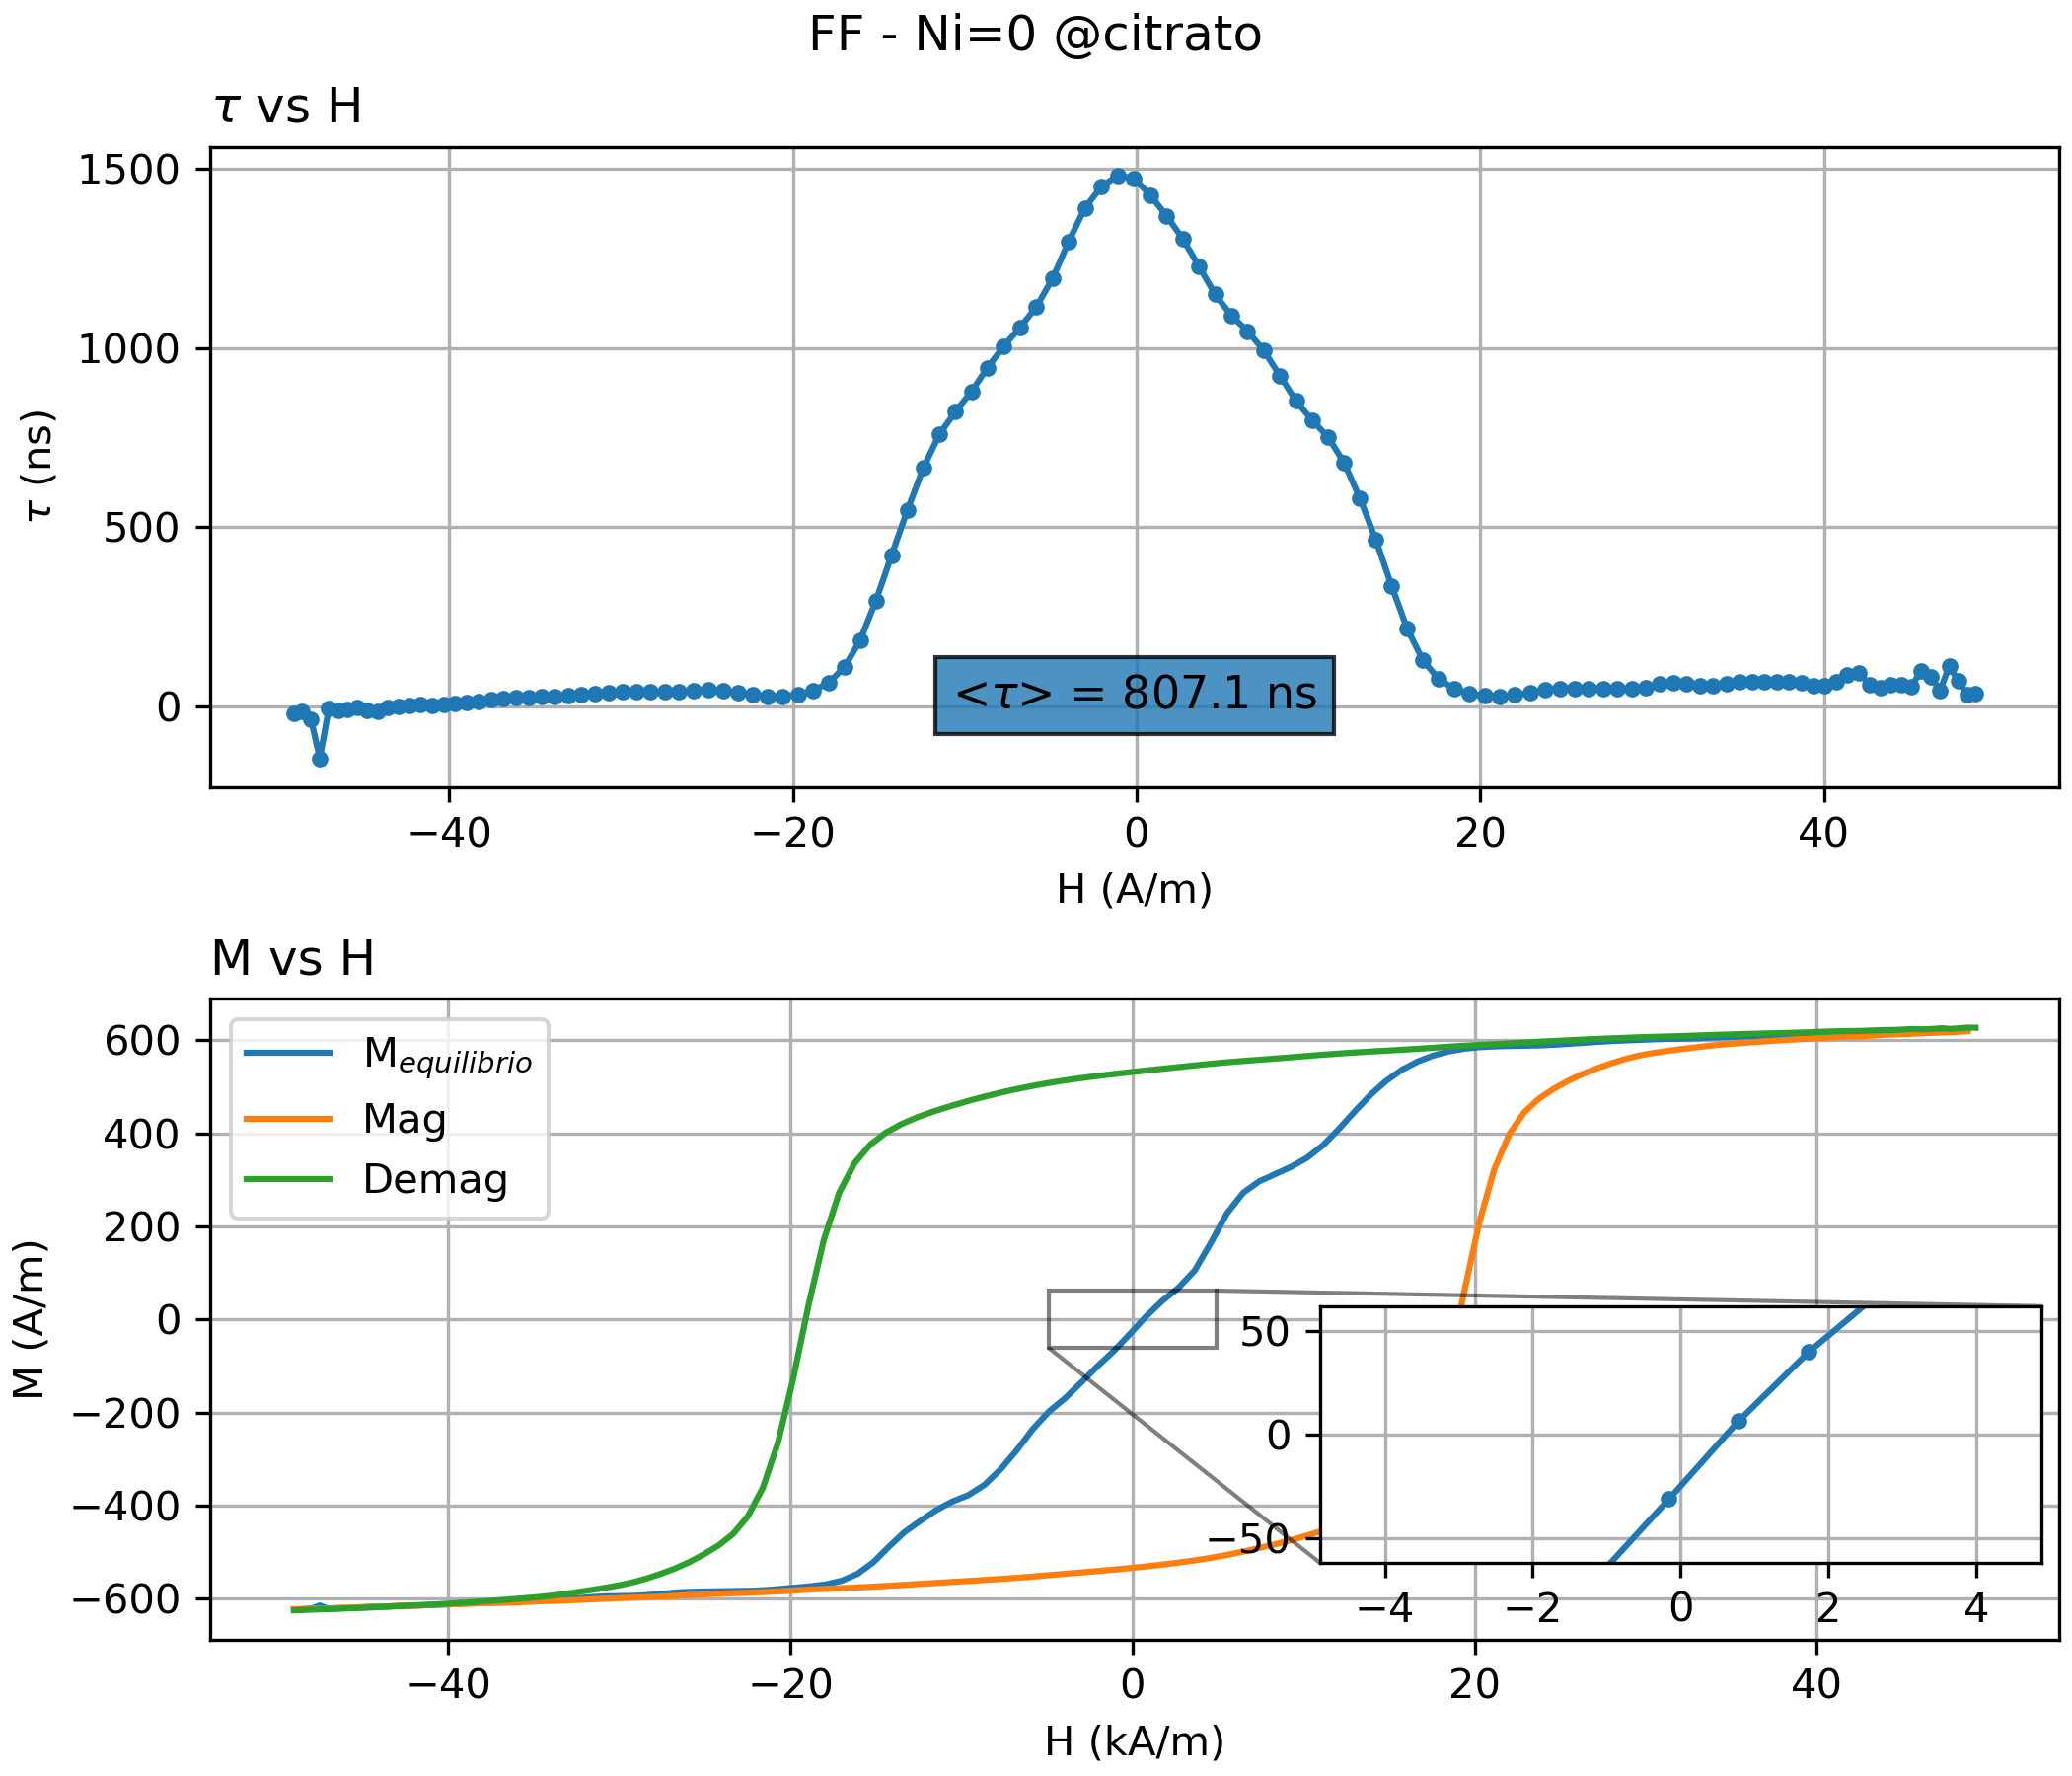 FF - Ni=0 @citrato
τ vs H
1500
1000
500
0
τ (ns)
<τ> = 807.1 ns
−40 −20 0 20 40
H (A/m)
M vs H
600
400
200
0
−200
−400
−600
M (A/m)
Mequilibrio
Mag
Demag
50
0
−50
−4 −2 0 2 4
−40 −20 0 20 40
H (kA/m)